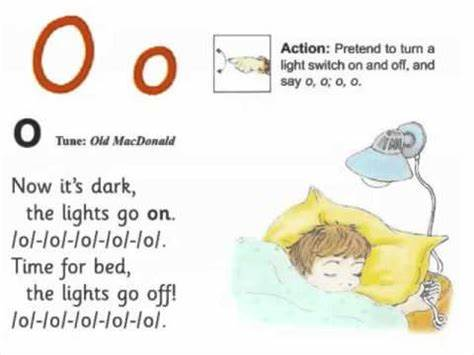 O o
Action: Pretend to turn a
light switch on and off, and
say o, o; o, o.
o Tune: Old MacDonald
Now it's dark,
the lights go on.
/o/-/o/-/o/-/o/-/o/.
Time for bed,
the lights go off!
/o/-/o/-/o/-/o/-/o/.